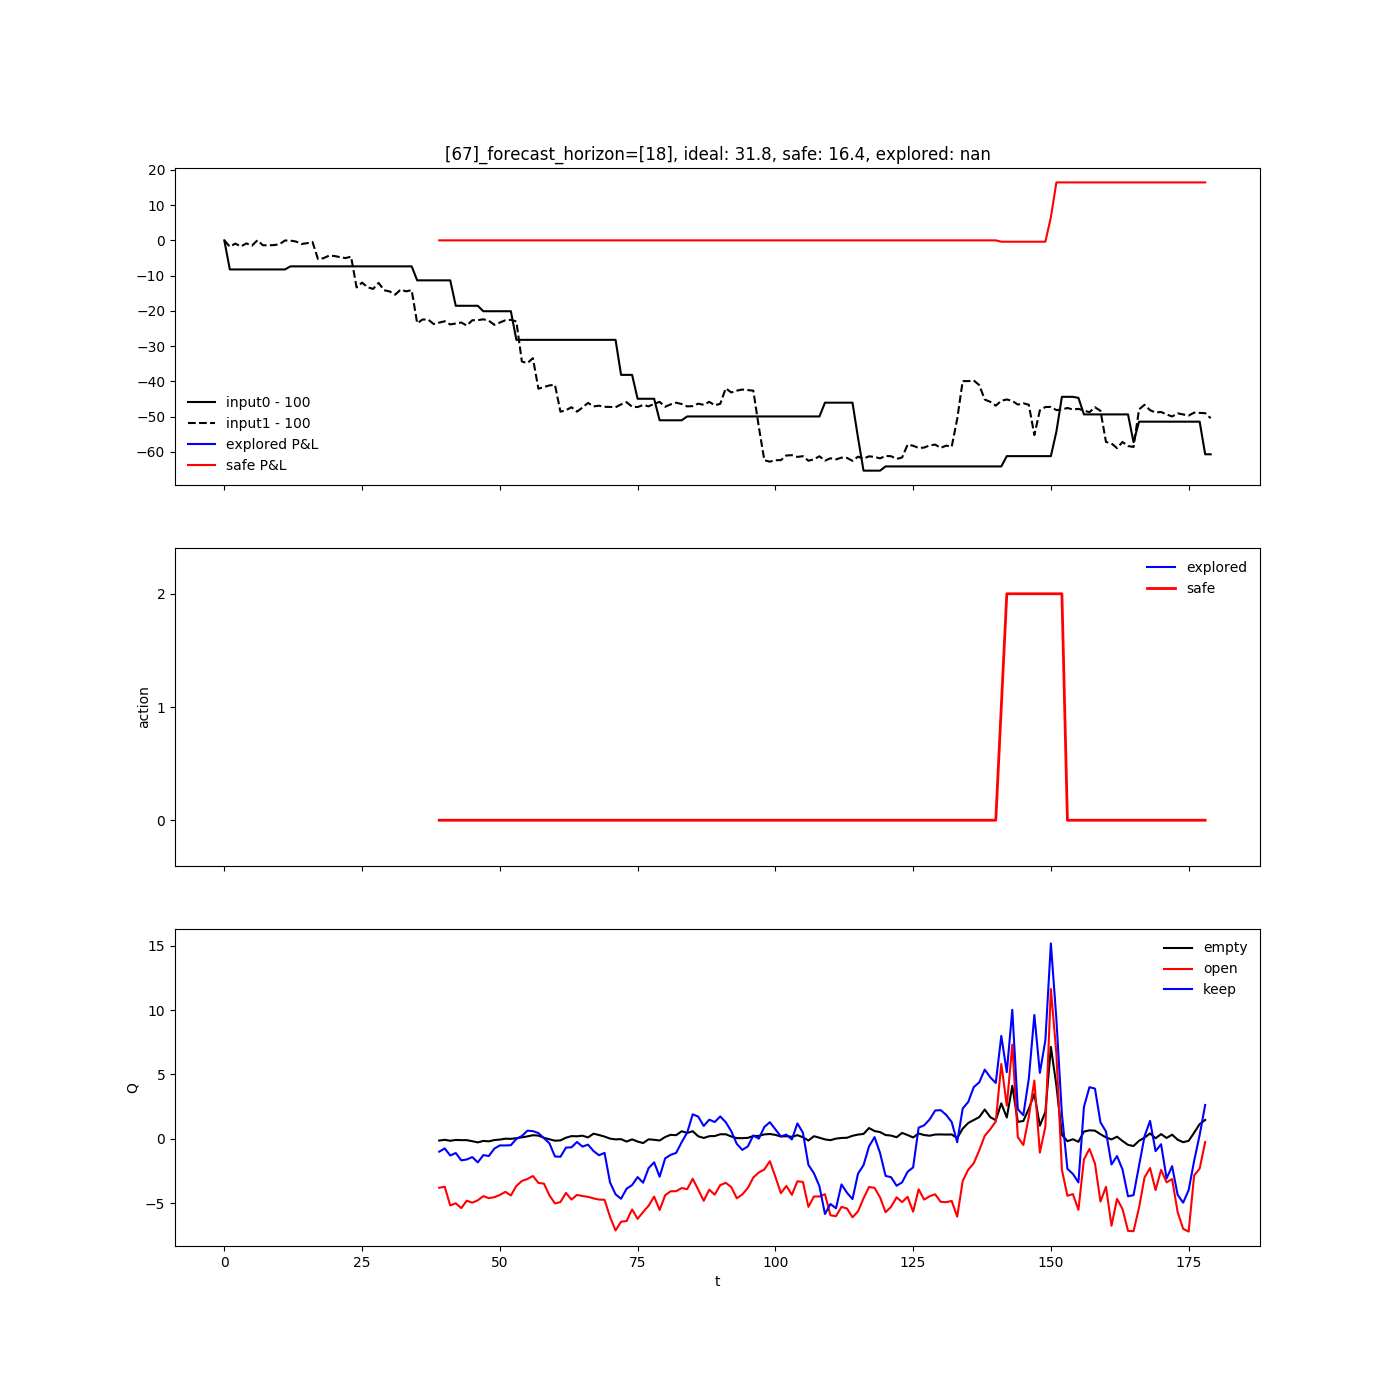 [67]_forecast_horizon=[18], ideal: 31.8, safe: 16.4, explored: nan
20
10
0
−10
−20
−30
−40
−50
−60
input0 - 100
input1 - 100
explored P&L
safe P&L
action
2
1
0
explored
safe
Q
15
10
5
0
−5
empty
open
keep
0 25 50 75 100 125 150 175
t